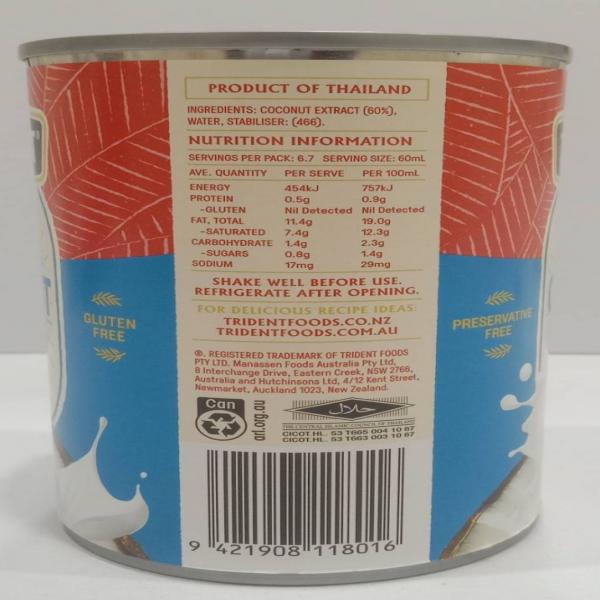 PRODUCT OF THAILAND
INGREDIENTS: COCONUT EXTRACT (60%),
WATER, STABILISER: (466).
NUTRITION INFORMATION
SERVINGS PER PACK: 6.7 SERVING SIZE: 60mL
AVE. QUANTITY PER SERVE PER 100mL
ENERGY 454kJ 757kJ
PROTEIN 0.5g 0.9g
-GLUTEN Nil Detected Nil Detected
FAT, TOTAL 11.4g 19.0g
-SATURATED 7.4g 12.3g
CARBOHYDRATE 1.4g 2.3g
-SUGARS 0.8g 1.4g
SODIUM 17mg 29mg
SHAKE WELL BEFORE USE.
REFRIGERATE AFTER OPENING.
FOR DELICIOUS RECIPE IDEAS:
TRIDENTFOODS.CO.NZ
TRIDENTFOODS.COM.AU
®. REGISTERED TRADEMARK OF TRIDENT FOODS
PTY LTD. Manassen Foods Australia Pty Ltd,
8 Interchange Drive, Eastern Creek, NSW 2766,
Australia and Hutchinsons Ltd, 4/12 Kent Street,
Newmarket, Auckland 1023, New Zealand.
Can
arl.org.au
حلال
THE CENTRAL ISLAMIC COUNCIL OF THAILAND
CICOT.HL. 53 T665 004 10 67
CICOT.HL. 53 T663 003 10 67
9 421908 118016
GLUTEN
FREE
PRESERVATIVE
FREE